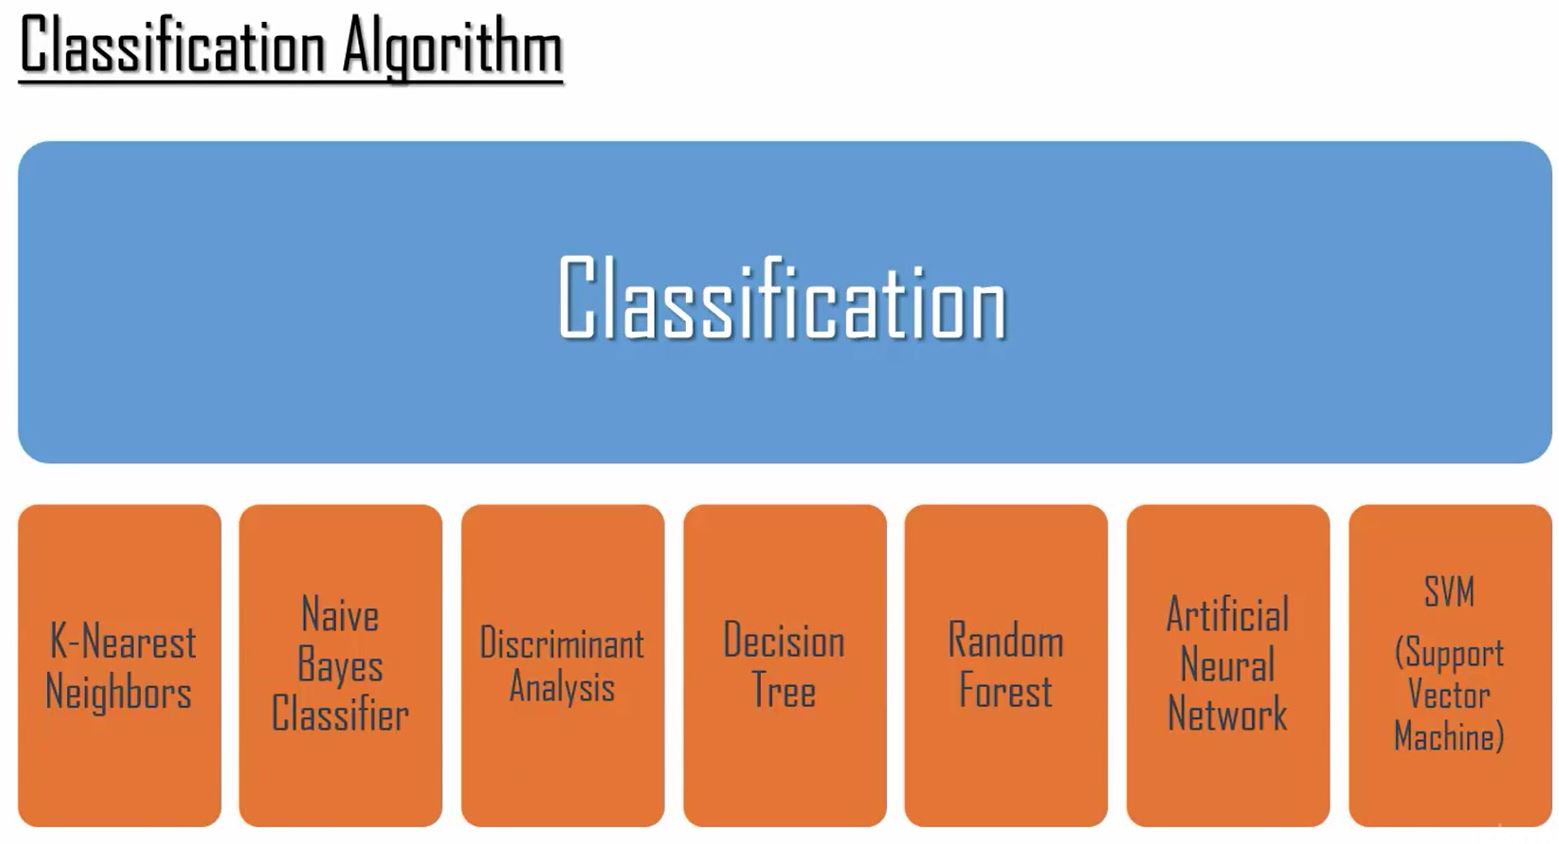 Classification Algorithm
Classification
K-Nearest
Neighbors
Naive
Bayes
Classifier
Discriminant
Analysis
Decision
Tree
Random
Forest
Artificial
Neural
Network
SVM
(Support
Vector
Machine)